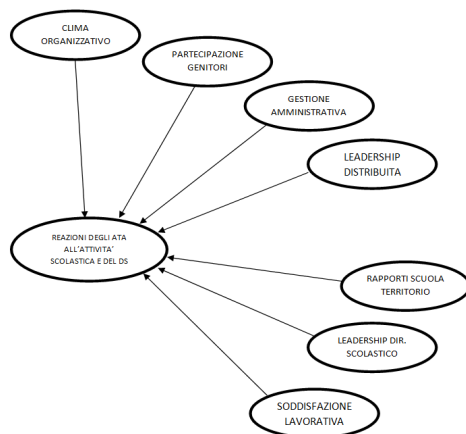 CLIMA
ORGANIZZATIVO
PARTECIPAZIONE
GENITORI
GESTIONE
AMMINISTRATIVA
LEADERSHIP
DISTRIBUITA
REAZIONI DEGLI ATA
ALL'ATTIVITA'
SCOLASTICA E DEL DS
RAPPORTI SCUOLA
TERRITORIO
LEADERSHIP DIR.
SCOLASTICO
SODDISFAZIONE
LAVORATIVA